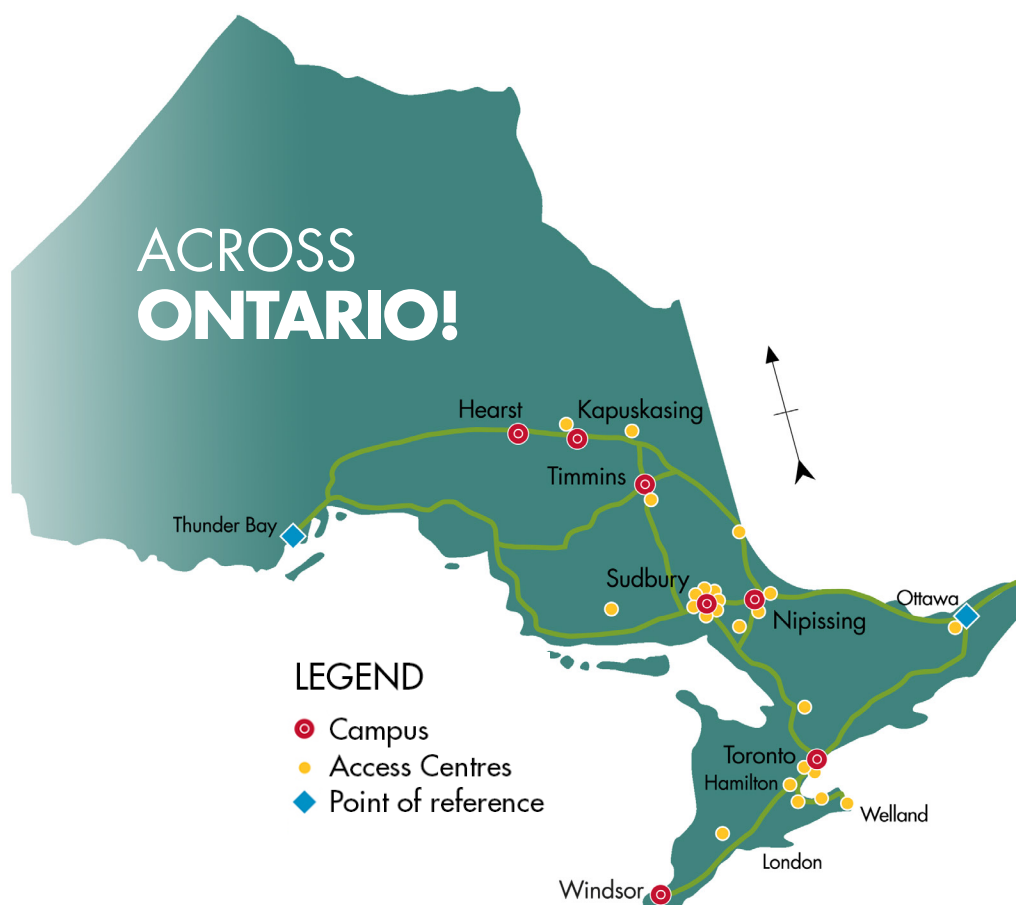 ACROSS
ONTARIO!
Hearst
Kapuskasing
Timmins
Thunder Bay
Sudbury
Ottawa
Nipissing
LEGEND
Campus
Access Centres
Point of reference
Toronto
Hamilton
Welland
London
Windsor